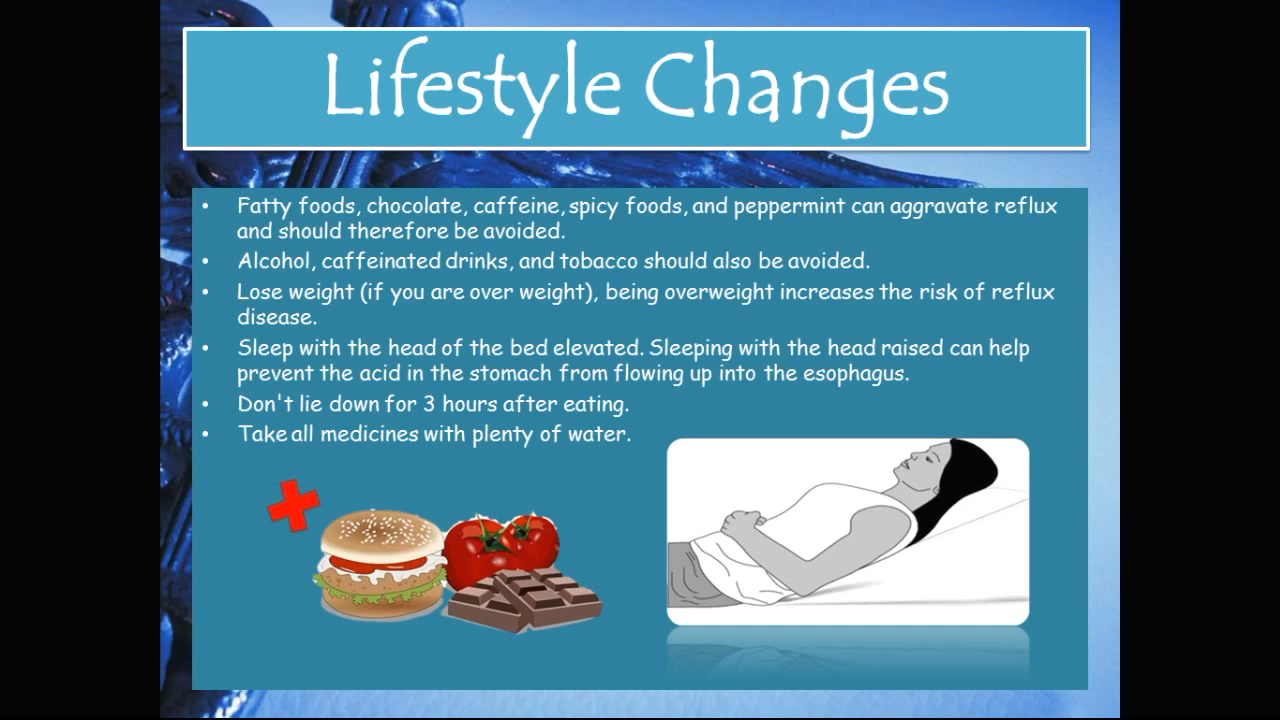 Lifestyle Changes
• Fatty foods, chocolate, caffeine, spicy foods, and peppermint can aggravate reflux
and should therefore be avoided.
• Alcohol, caffeinated drinks, and tobacco should also be avoided.
• Lose weight (if you are over weight), being overweight increases the risk of reflux
disease.
• Sleep with the head of the bed elevated. Sleeping with the head raised can help
prevent the acid in the stomach from flowing up into the esophagus.
• Don't lie down for 3 hours after eating.
• Take all medicines with plenty of water.